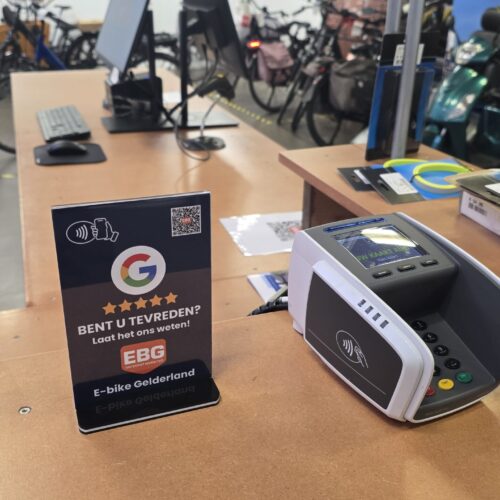 G
BENT U TEVREDEN?
Laat het ons weten!
EBG
E-bike Gelderland